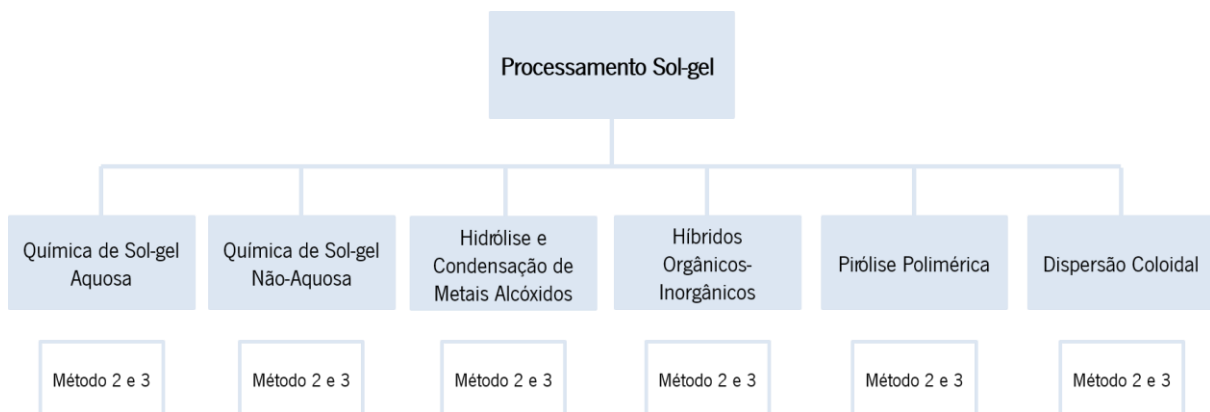 Processamento Sol-gel
Química de Sol-gel
Aquosa
Química de Sol-gel
Não-Aquosa
Hidrólise e
Condensação de
Metais Alcóxidos
Híbridos
Orgânicos-
Inorgânicos
Pirólise Polimérica
Dispersão Coloidal
Método 2 e 3
Método 2 e 3
Método 2 e 3
Método 2 e 3
Método 2 e 3
Método 2 e 3